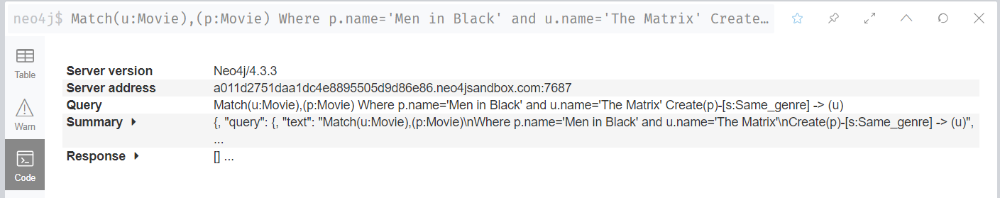 neo4j$ Match(u:Movie),(p:Movie) Where p.name='Men in Black' and u.name='The Matrix' Create…
Table
Warn
Code
Server version Neo4j/4.3.3
Server address a011d2751daa1dc4e8895505d9d86e86.neo4jsandbox.com:7687
Query Match(u:Movie),(p:Movie) Where p.name='Men in Black' and u.name='The Matrix' Create(p)-[s:Same_genre] -> (u)
Summary {, "query": {, "text": "Match(u:Movie),(p:Movie)\nWhere p.name='Men in Black' and u.name='The Matrix'\nCreate(p)-[s:Same_genre] -> (u)",
...
Response [] ...